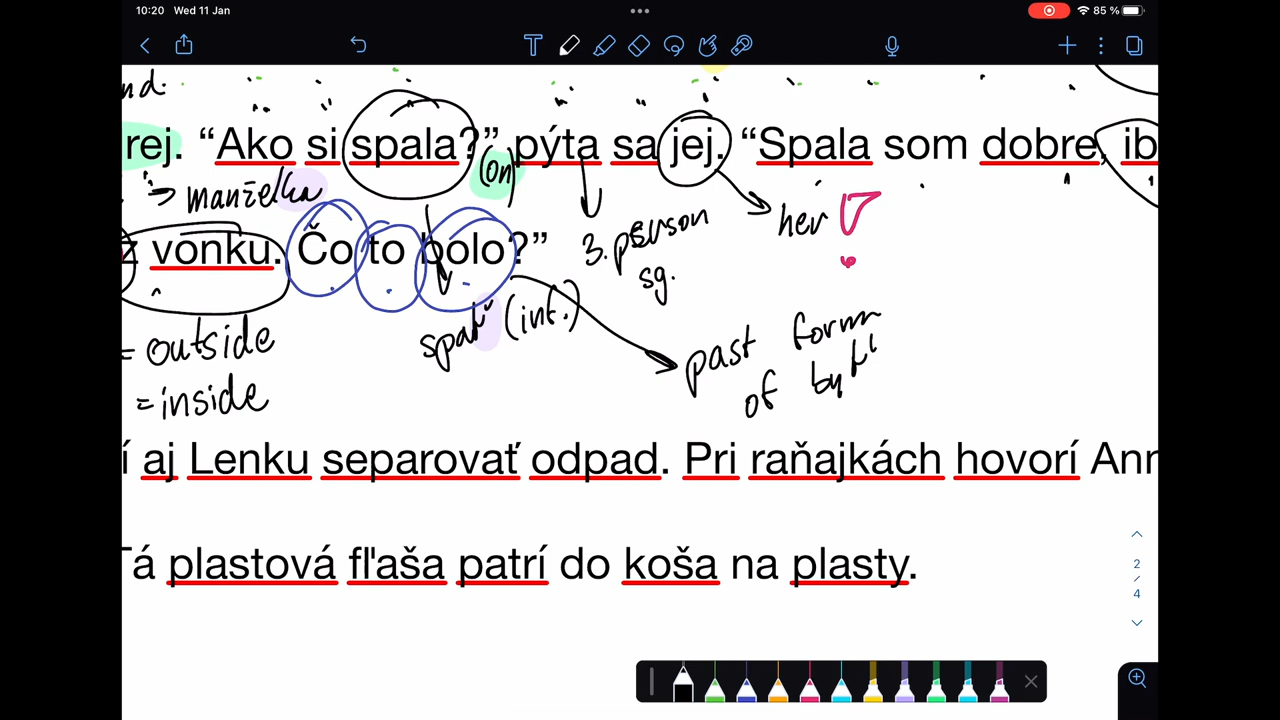 10:20 Wed 11 Jan
85 %
nd:
rej. “Ako si spala?” pýta sa jej. “Spala som dobre, ib
(on)
→ manželka
her
3. person
sg.
z vonku. Čo to bolo?”
spať (inf.)
= outside
past form
of byť
= inside
í aj Lenku separovať odpad. Pri raňajkách hovorí Ann
Tá plastová fľaša patrí do koša na plasty.
2
/
4